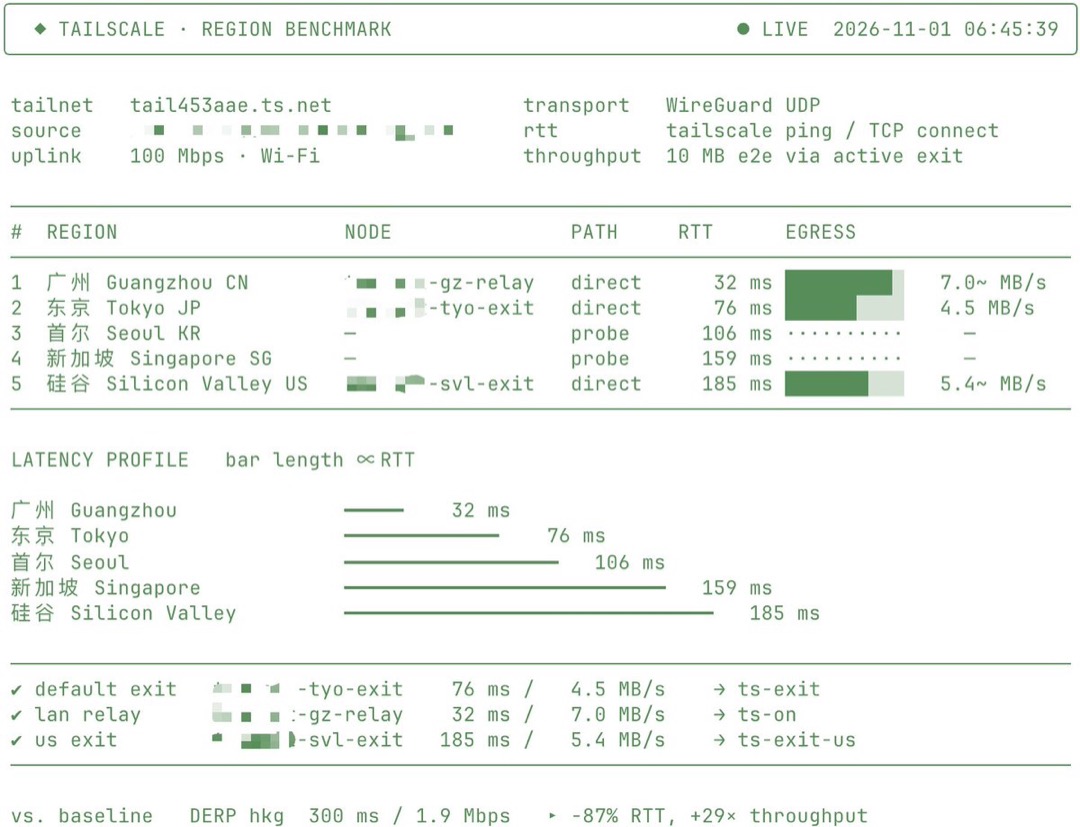 ◆ TAILSCALE · REGION BENCHMARK ● LIVE 2026-11-01 06:45:39
tailnet tail453aae.ts.net transport WireGuard UDP
source rtt tailscale ping / TCP connect
uplink 100 Mbps · Wi-Fi throughput 10 MB e2e via active exit
# REGION NODE PATH RTT EGRESS
1 广州 Guangzhou CN -gz-relay direct 32 ms 7.0~ MB/s
2 东京 Tokyo JP -tyo-exit direct 76 ms 4.5 MB/s
3 首尔 Seoul KR — probe 106 ms —
4 新加坡 Singapore SG — probe 159 ms —
5 硅谷 Silicon Valley US -svl-exit direct 185 ms 5.4~ MB/s
LATENCY PROFILE bar length ∝ RTT
广州 Guangzhou 32 ms
东京 Tokyo 76 ms
首尔 Seoul 106 ms
新加坡 Singapore 159 ms
硅谷 Silicon Valley 185 ms
✔ default exit -tyo-exit 76 ms / 4.5 MB/s → ts-exit
✔ lan relay -gz-relay 32 ms / 7.0 MB/s → ts-on
✔ us exit -svl-exit 185 ms / 5.4 MB/s → ts-exit-us
vs. baseline DERP hkg 300 ms / 1.9 Mbps ‣ -87% RTT, +29× throughput